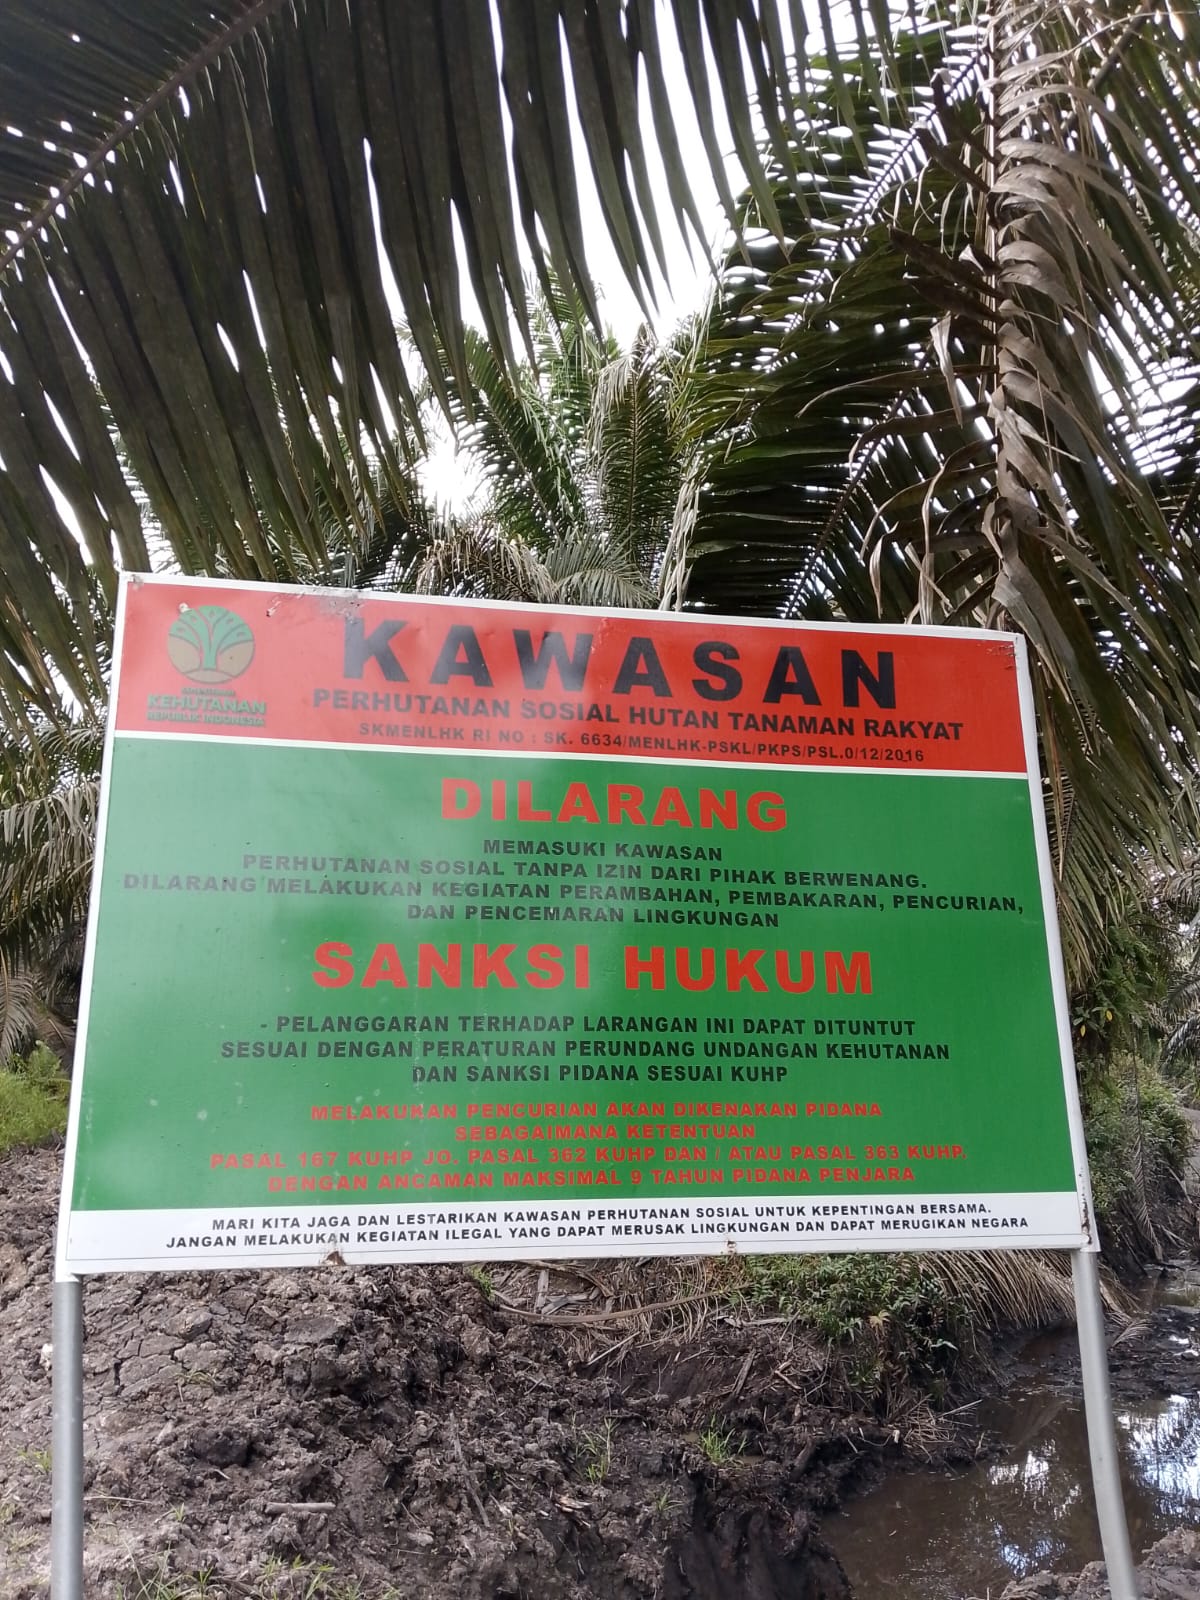 KEMENTERIAN
KEHUTANAN
REPUBLIK INDONESIA
KAWASAN
PERHUTANAN SOSIAL HUTAN TANAMAN RAKYAT
SKMENLHK RI NO : SK. 6634/MENLHK-PSKL/PKPS/PSL.0/12/2016
DILARANG
MEMASUKI KAWASAN
PERHUTANAN SOSIAL TANPA IZIN DARI PIHAK BERWENANG.
DILARANG MELAKUKAN KEGIATAN PERAMBAHAN, PEMBAKARAN, PENCURIAN,
DAN PENCEMARAN LINGKUNGAN
SANKSI HUKUM
- PELANGGARAN TERHADAP LARANGAN INI DAPAT DITUNTUT
SESUAI DENGAN PERATURAN PERUNDANG UNDANGAN KEHUTANAN
DAN SANKSI PIDANA SESUAI KUHP
MELAKUKAN PENCURIAN AKAN DIKENAKAN PIDANA
SEBAGAIMANA KETENTUAN
PASAL 167 KUHP JO. PASAL 362 KUHP DAN / ATAU PASAL 363 KUHP.
DENGAN ANCAMAN MAKSIMAL 9 TAHUN PIDANA PENJARA
MARI KITA JAGA DAN LESTARIKAN KAWASAN PERHUTANAN SOSIAL UNTUK KEPENTINGAN BERSAMA.
JANGAN MELAKUKAN KEGIATAN ILEGAL YANG DAPAT MERUSAK LINGKUNGAN DAN DAPAT MERUGIKAN NEGARA